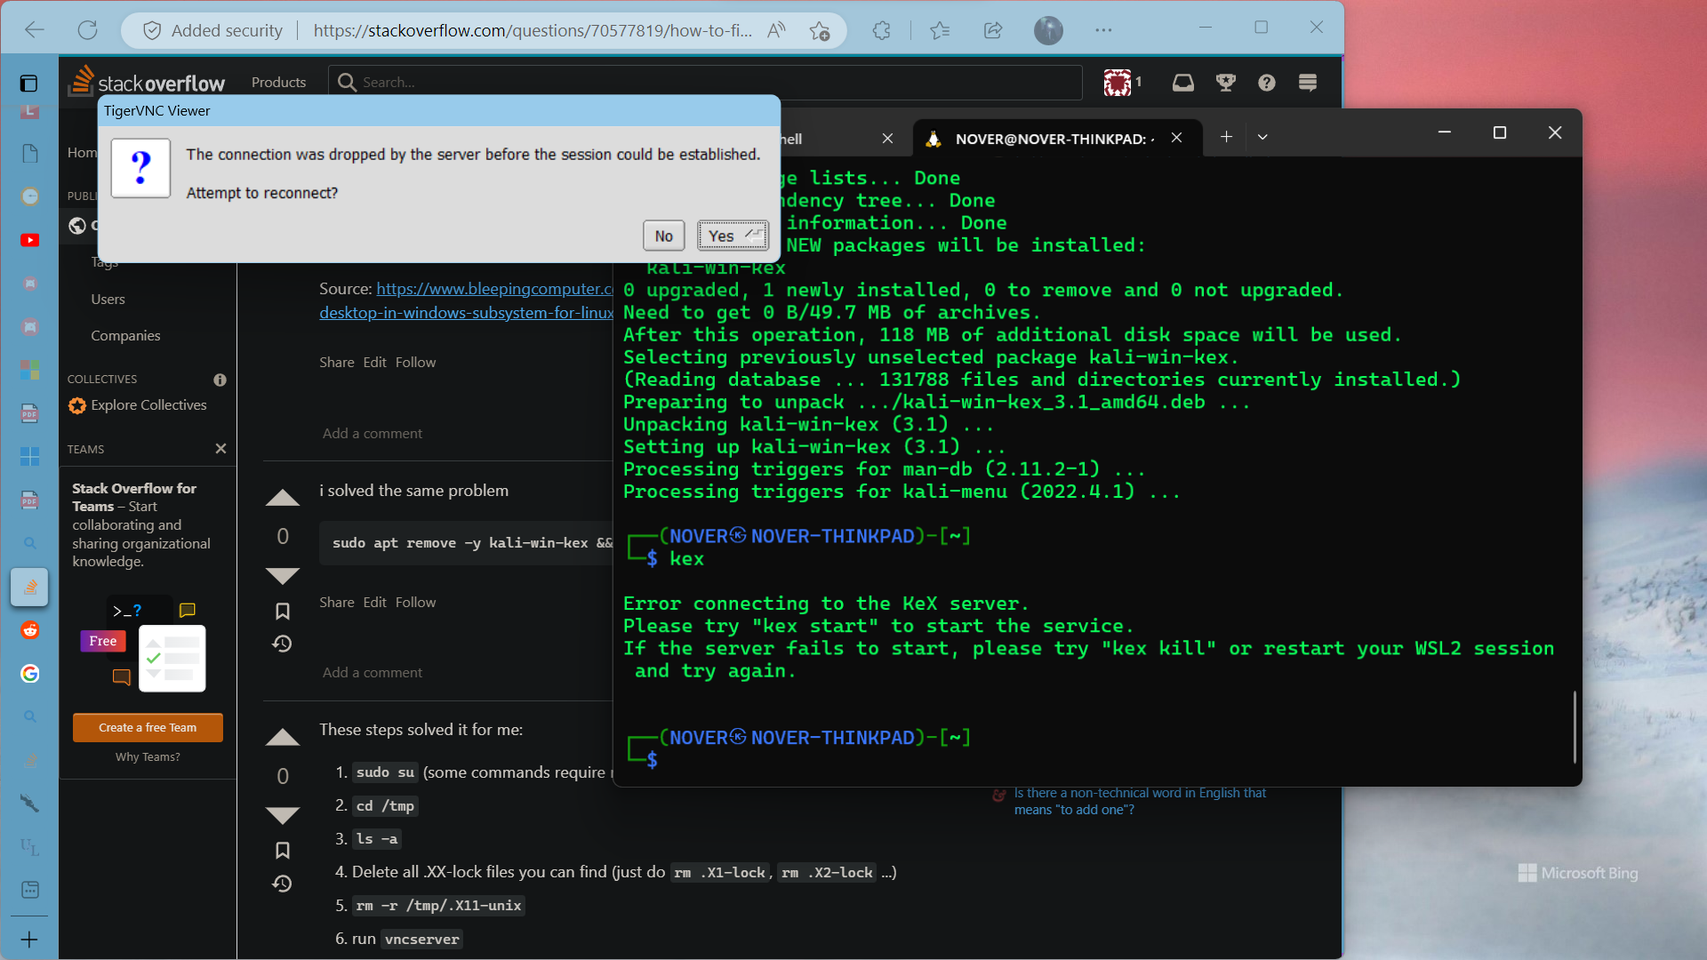 Added security
https://stackoverflow.com/questions/70577819/how-to-fi...
stackoverflow
Products
Search...
1
TigerVNC Viewer
?
The connection was dropped by the server before the session could be established.
Attempt to reconnect?
No
Yes
Hom
PUBLI
Tags
Users
Companies
COLLECTIVES
Explore Collectives
TEAMS
Stack Overflow for
Teams – Start
collaborating and
sharing organizational
knowledge.
>_?
Free
Create a free Team
Why Teams?
Source: https://www.bleepingcomputer.c
desktop-in-windows-subsystem-for-linux
Share Edit Follow
Add a comment
i solved the same problem
0
sudo apt remove -y kali-win-kex &&
Share Edit Follow
Add a comment
These steps solved it for me:
0
1. sudo su (some commands require
2. cd /tmp
3. ls -a
4. Delete all .XX-lock files you can find (just do rm .X1-lock, rm .X2-lock ...)
5. rm -r /tmp/.X11-unix
6. run vncserver
ell
NOVER@NOVER-THINKPAD: ~
ge lists... Done
ndency tree... Done
information... Done
NEW packages will be installed:
kali-win-kex
0 upgraded, 1 newly installed, 0 to remove and 0 not upgraded.
Need to get 0 B/49.7 MB of archives.
After this operation, 118 MB of additional disk space will be used.
Selecting previously unselected package kali-win-kex.
(Reading database ... 131788 files and directories currently installed.)
Preparing to unpack .../kali-win-kex_3.1_amd64.deb ...
Unpacking kali-win-kex (3.1) ...
Setting up kali-win-kex (3.1) ...
Processing triggers for man-db (2.11.2-1) ...
Processing triggers for kali-menu (2022.4.1) ...
┌──(NOVER㉿NOVER-THINKPAD)-[~]
└─$ kex
Error connecting to the KeX server.
Please try "kex start" to start the service.
If the server fails to start, please try "kex kill" or restart your WSL2 session
and try again.
┌──(NOVER㉿NOVER-THINKPAD)-[~]
└─$
Is there a non-technical word in English that
means "to add one"?
Microsoft Bing